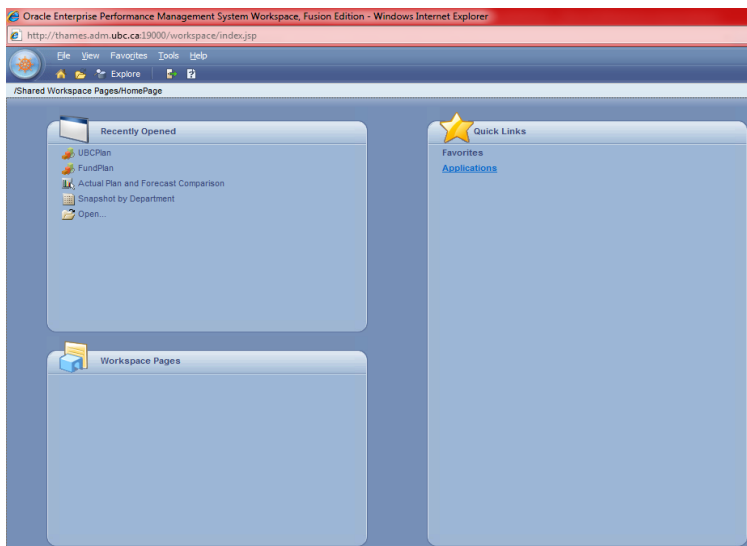 Oracle Enterprise Performance Management System Workspace, Fusion Edition - Windows Internet Explorer
http://thames.adm.ubc.ca:19000/workspace/index.jsp
File View Favorites Tools Help
Explore
/Shared Workspace Pages/HomePage
Recently Opened
UBCPlan
FundPlan
Actual Plan and Forecast Comparison
Snapshot by Department
Open...
Quick Links
Favorites
Applications
Workspace Pages